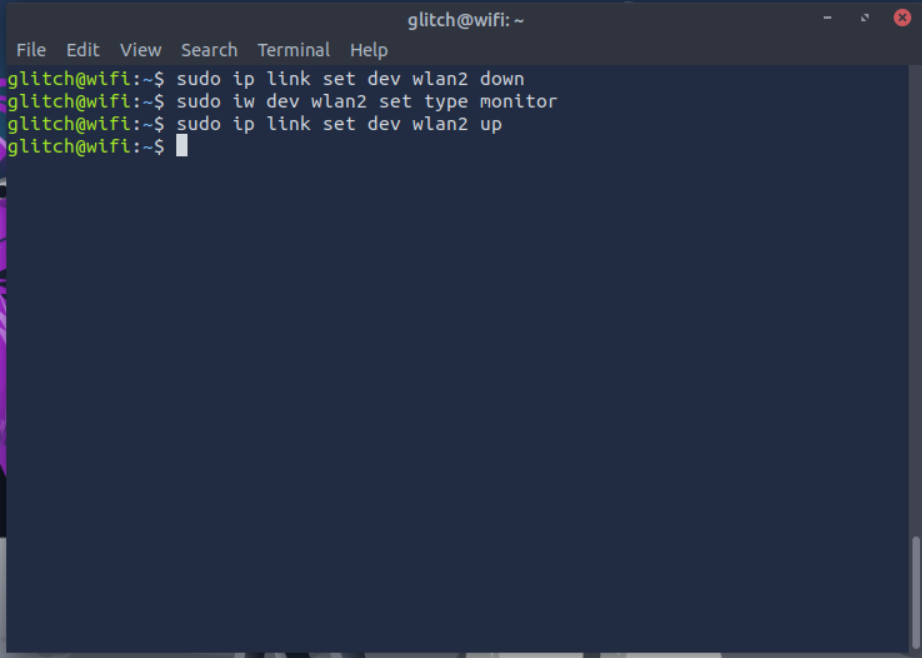 glitch@wifi: ~
File Edit View Search Terminal Help
glitch@wifi:~$ sudo ip link set dev wlan2 down
glitch@wifi:~$ sudo iw dev wlan2 set type monitor
glitch@wifi:~$ sudo ip link set dev wlan2 up
glitch@wifi:~$